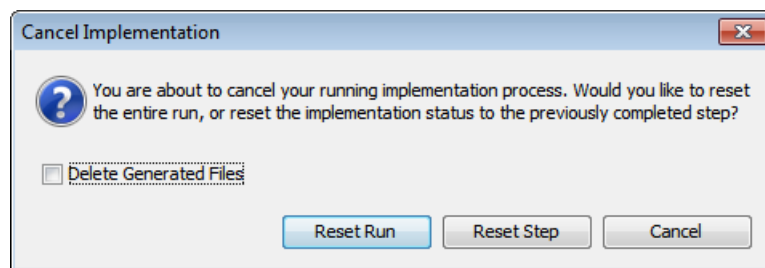 Cancel Implementation
You are about to cancel your running implementation process. Would you like to reset
the entire run, or reset the implementation status to the previously completed step?
Delete Generated Files
Reset Run Reset Step Cancel